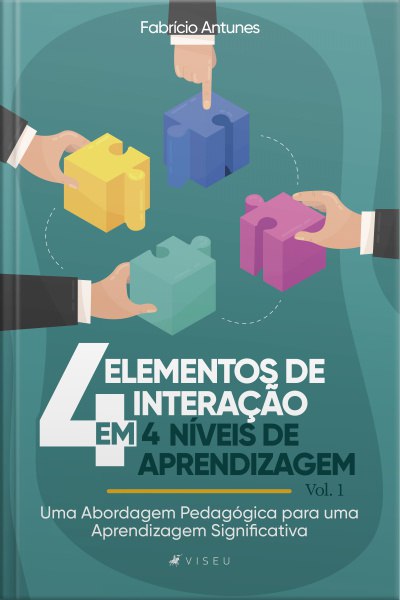 Fabrício Antunes
4 ELEMENTOS DE
INTERAÇÃO
EM 4 NÍVEIS DE
APRENDIZAGEM
Vol. 1
Uma Abordagem Pedagógica para uma
Aprendizagem Significativa
VISEU